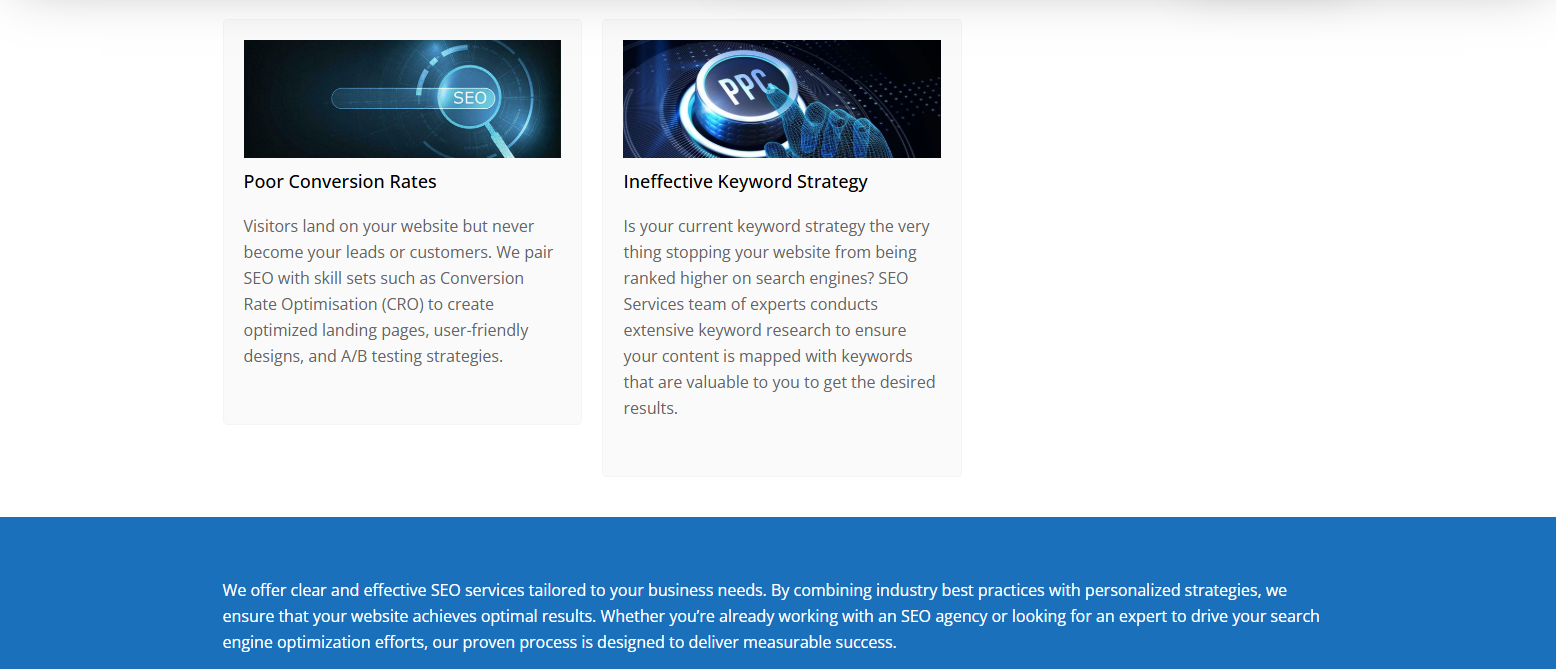 SEO
Poor Conversion Rates
Visitors land on your website but never
become your leads or customers. We pair
SEO with skill sets such as Conversion
Rate Optimisation (CRO) to create
optimized landing pages, user-friendly
designs, and A/B testing strategies.
PPC
Ineffective Keyword Strategy
Is your current keyword strategy the very
thing stopping your website from being
ranked higher on search engines? SEO
Services team of experts conducts
extensive keyword research to ensure
your content is mapped with keywords
that are valuable to you to get the desired
results.
We offer clear and effective SEO services tailored to your business needs. By combining industry best practices with personalized strategies, we
ensure that your website achieves optimal results. Whether you’re already working with an SEO agency or looking for an expert to drive your search
engine optimization efforts, our proven process is designed to deliver measurable success.